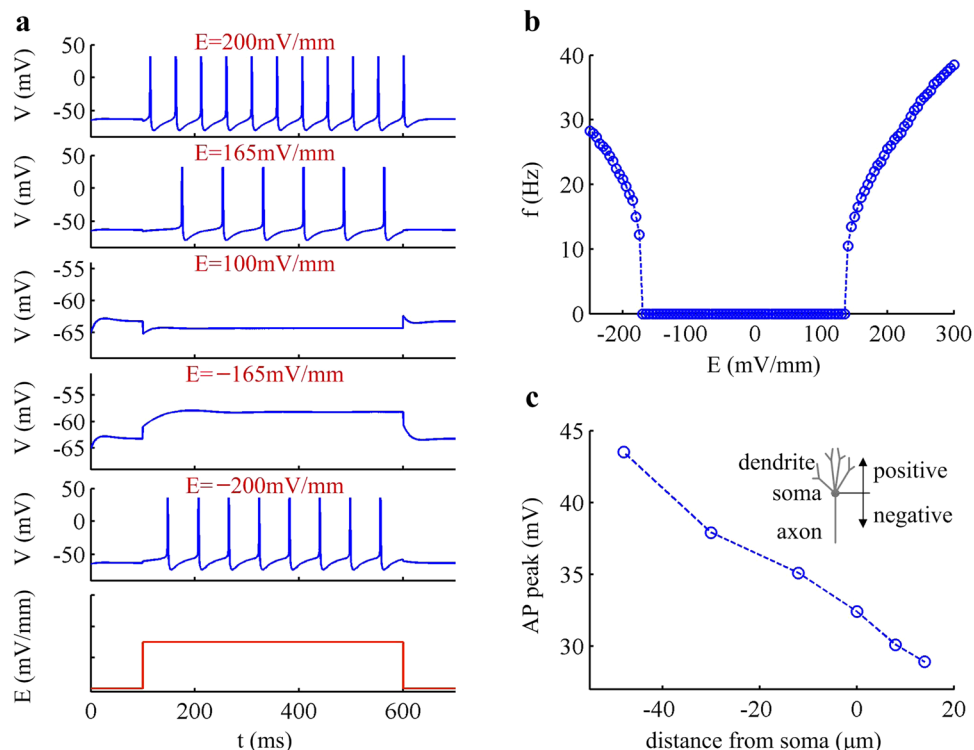 a
E=200mV/mm
50
0
-50
V (mV)
E=165mV/mm
50
0
-50
V (mV)
E=100mV/mm
-55
-60
-65
V (mV)
E=−165mV/mm
-55
-60
-65
V (mV)
E=−200mV/mm
50
0
-50
V (mV)
E (mV/mm)
0 200 400 600
t (ms)
b
40
30
20
10
0
f (Hz)
-200 -100 0 100 200 300
E (mV/mm)
c
45
40
35
30
AP peak (mV)
dendrite
positive
soma
negative
axon
-40 -20 0 20
distance from soma (μm)